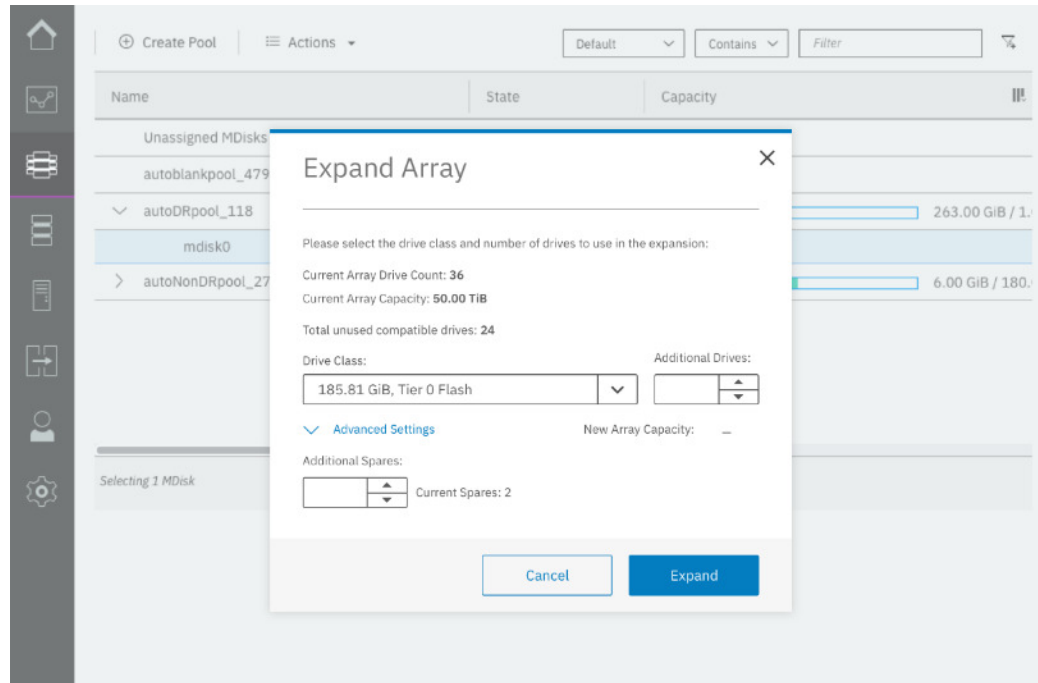 Create Pool Actions Default Contains Filter
Name State Capacity
Unassigned MDisks
autoblankpool_479
autoDRpool_118 263.00 GiB / 1.
mdisk0
autoNonDRpool_27 6.00 GiB / 180.
Selecting 1 MDisk
Expand Array
Please select the drive class and number of drives to use in the expansion:
Current Array Drive Count: 36
Current Array Capacity: 50.00 TiB
Total unused compatible drives: 24
Drive Class: Additional Drives:
185.81 GiB, Tier 0 Flash
Advanced Settings New Array Capacity: –
Additional Spares:
Current Spares: 2
Cancel Expand